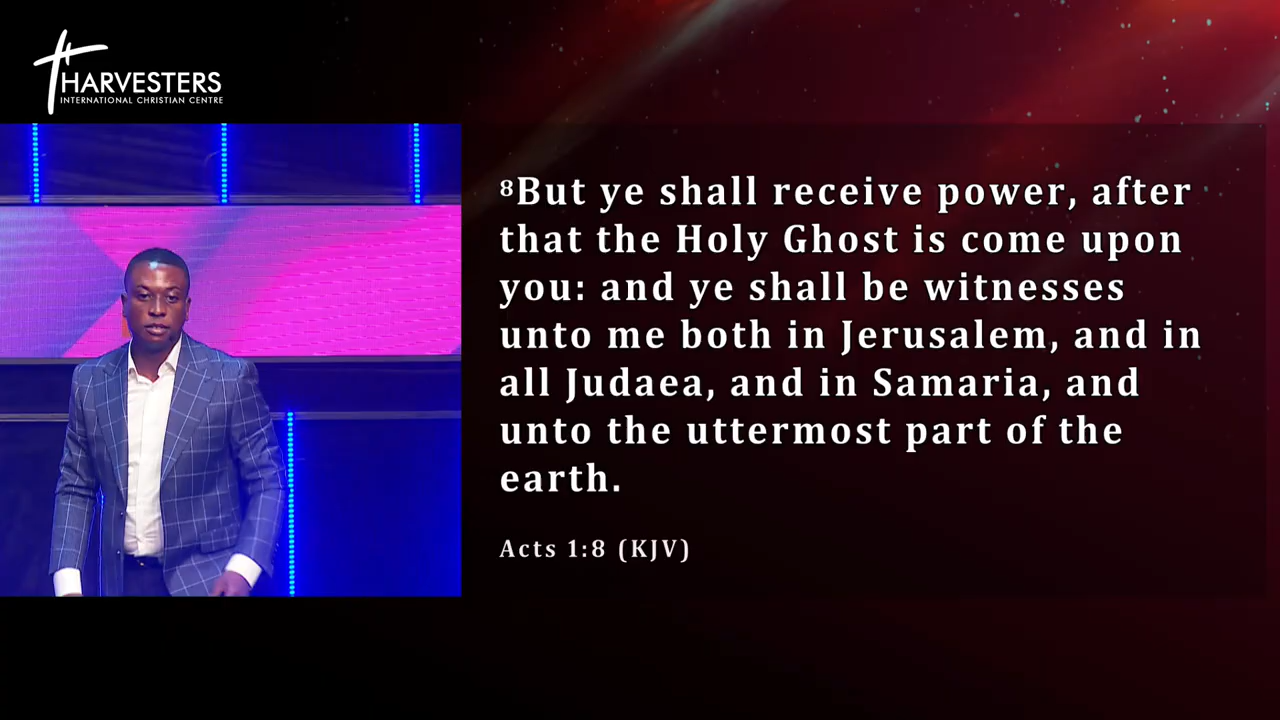 HARVESTERS
INTERNATIONAL CHRISTIAN CENTRE
⁸But ye shall receive power, after
that the Holy Ghost is come upon
you: and ye shall be witnesses
unto me both in Jerusalem, and in
all Judaea, and in Samaria, and
unto the uttermost part of the
earth.
Acts 1:8 (KJV)